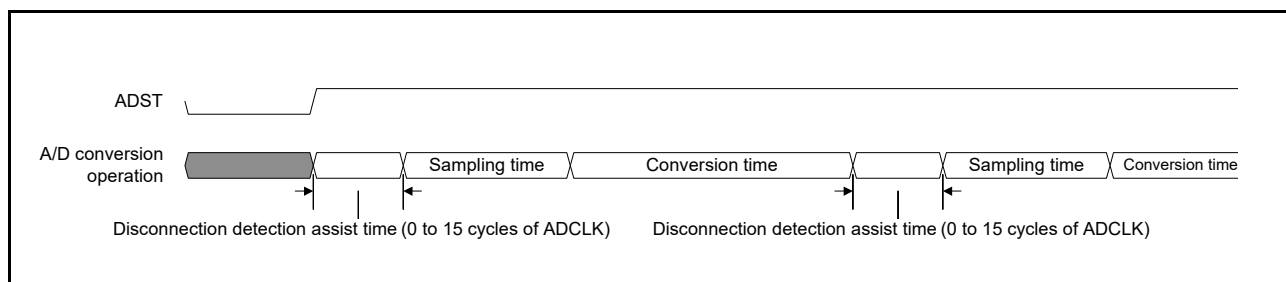 ADST
A/D conversion
operation
Sampling time
Conversion time
Sampling time
Conversion time
Disconnection detection assist time (0 to 15 cycles of ADCLK)
Disconnection detection assist time (0 to 15 cycles of ADCLK)